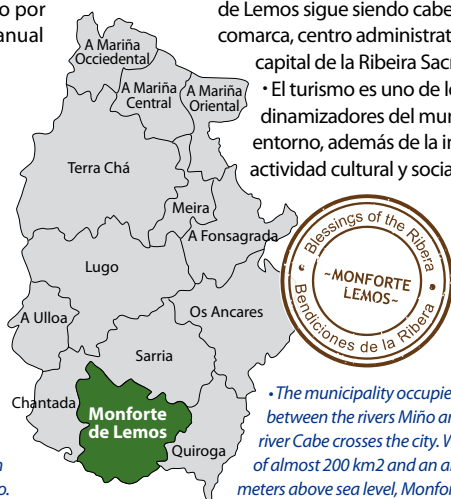 o por
anual
de Lemos sigue siendo cabe
comarca, centro administrat
capital de la Ribeira Sacr
• El turismo es uno de l
dinamizadores del mun
entorno, además de la in
actividad cultural y socia
A Mariña
Occiedental
A Mariña
Central
A Mariña
Oriental
Terra Chá
Meira
A Fonsagrada
Lugo
A Ulloa
Os Ancares
Sarria
Chantada
Monforte
de Lemos
Quiroga
Blessings of the Ribera
~MONFORTE
LEMOS~
Bendiciones de la Ribera
• The municipality occupie
between the rivers Miño ar
river Cabe crosses the city. W
of almost 200 km2 and an a
meters above sea level, Monfor
o.